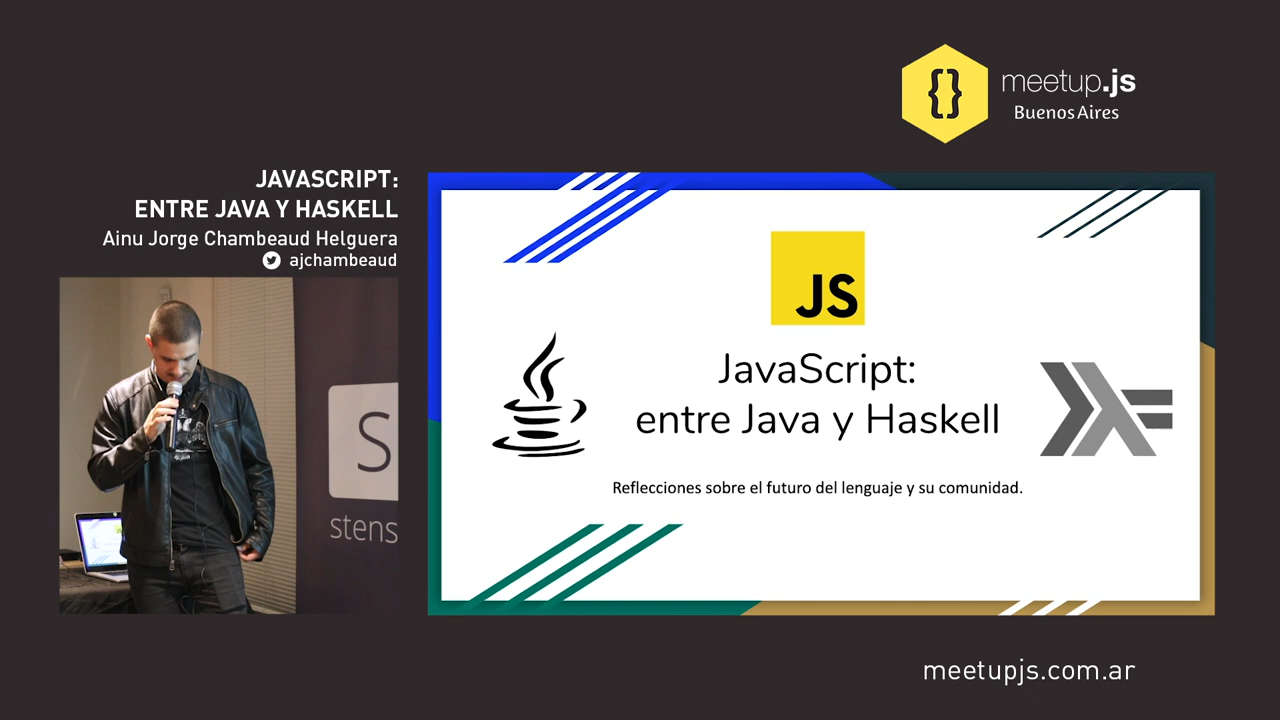 {}
meetup.js
Buenos Aires
JAVASCRIPT:
ENTRE JAVA Y HASKELL
Ainu Jorge Chambeaud Helguera
ajchambeaud
S
stens
JS
JavaScript:
entre Java y Haskell
Reflecciones sobre el futuro del lenguaje y su comunidad.
meetupjs.com.ar